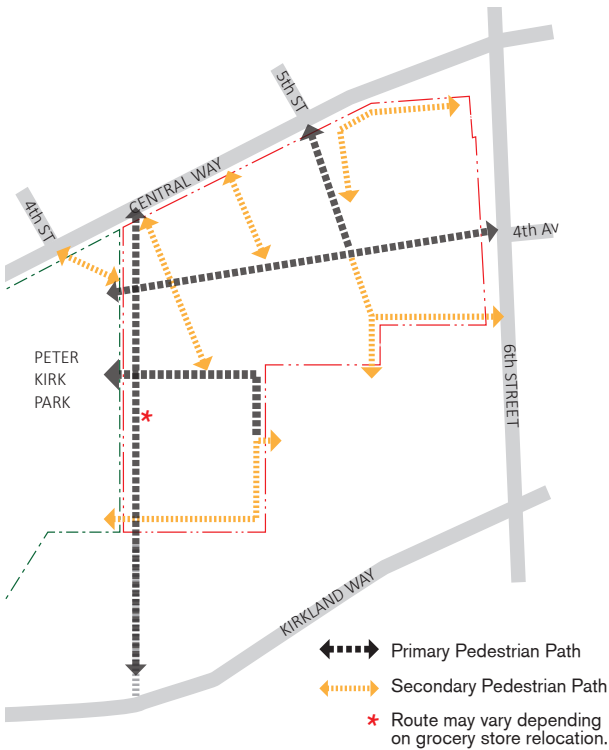 5th ST
CENTRAL WAY
4th ST
4th Av
PETER
KIRK
PARK
*
6th STREET
KIRKLAND WAY
Primary Pedestrian Path
Secondary Pedestrian Path
* Route may vary depending
on grocery store relocation.